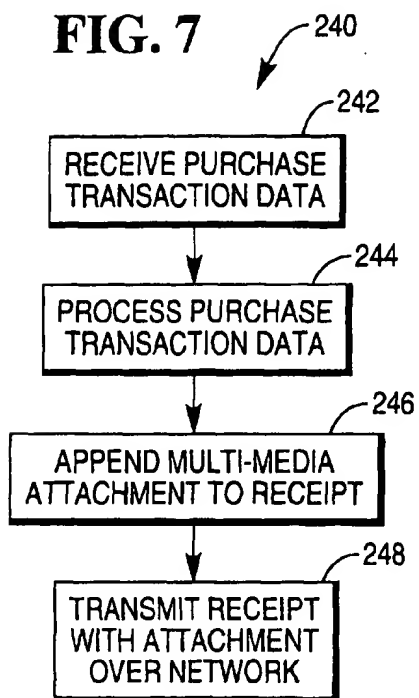 FIG. 7
240
242
RECEIVE PURCHASE
TRANSACTION DATA
244
PROCESS PURCHASE
TRANSACTION DATA
246
APPEND MULTI-MEDIA
ATTACHMENT TO RECEIPT
248
TRANSMIT RECEIPT
WITH ATTACHMENT
OVER NETWORK